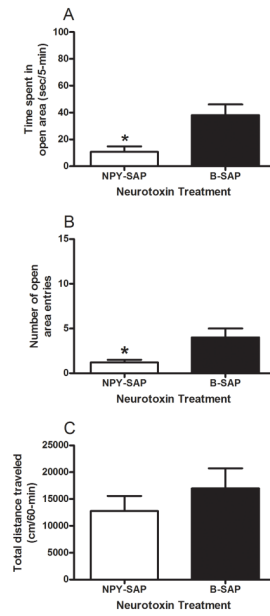 A
Time spent in
open area (sec/5-min)
100
80
60
40
20
0
*
NPY-SAP B-SAP
Neurotoxin Treatment
B
Number of open
area entries
15
10
5
0
*
NPY-SAP B-SAP
Neurotoxin Treatment
C
Total distance traveled
(cm/60-min)
25000
20000
15000
10000
5000
0
NPY-SAP B-SAP
Neurotoxin Treatment